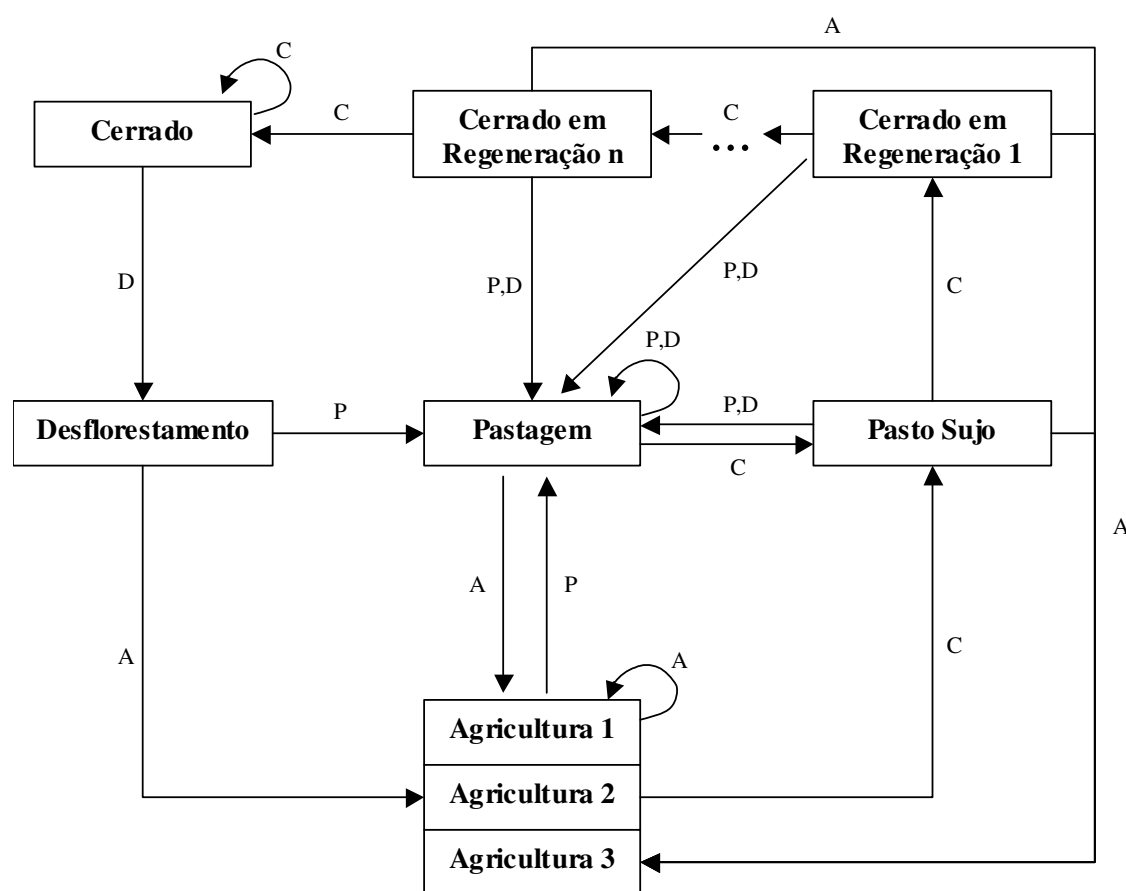 A
C
Cerrado
C
Cerrado em
Regeneração n
C
...
Cerrado em
Regeneração 1
D
P,D
P,D
C
P,D
Desflorestamento
P
Pastagem
P,D
C
Pasto Sujo
A
A
P
A
C
A
Agricultura 1
Agricultura 2
Agricultura 3